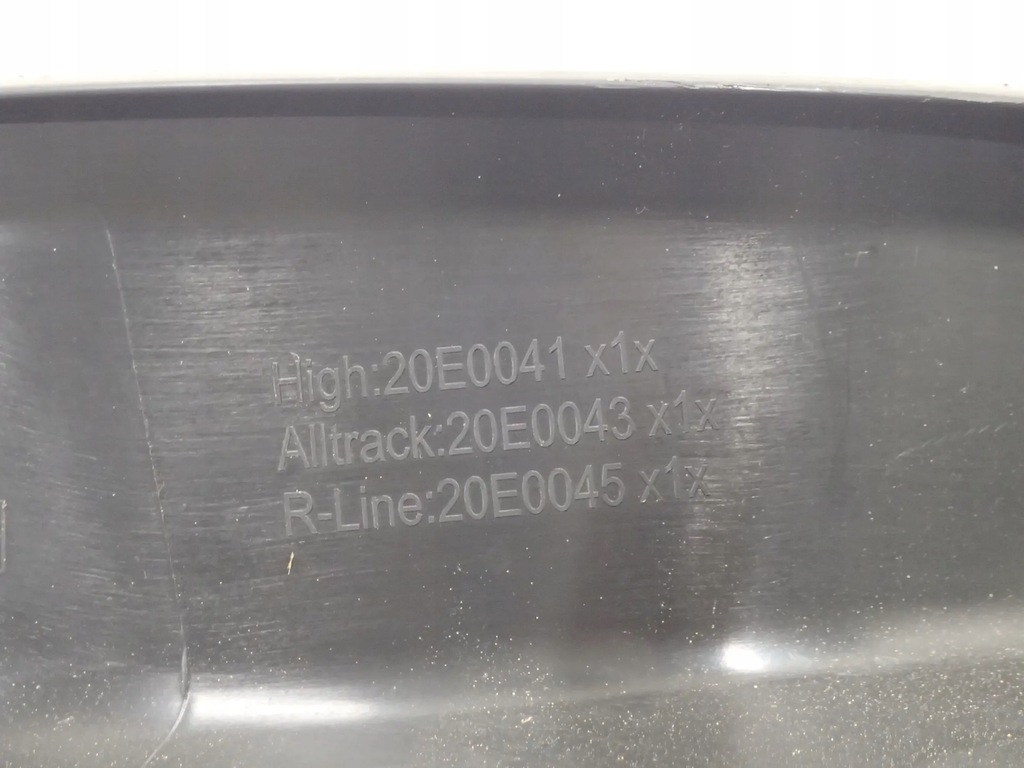 High:20E0041 x1x
Alltrack:20E0043 x1x
R-Line:20E0045 x1x